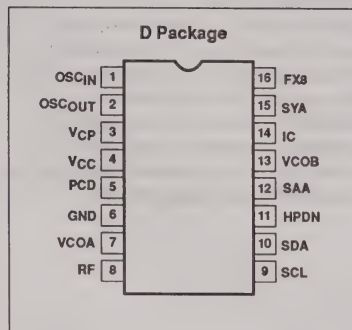 D Package
OSCIN 1
OSCOUT 2
VCP 3
VCC 4
PCD 5
GND 6
VCOA 7
RF 8
16 FX8
15 SYA
14 IC
13 VCOB
12 SAA
11 HPDN
10 SDA
9 SCL